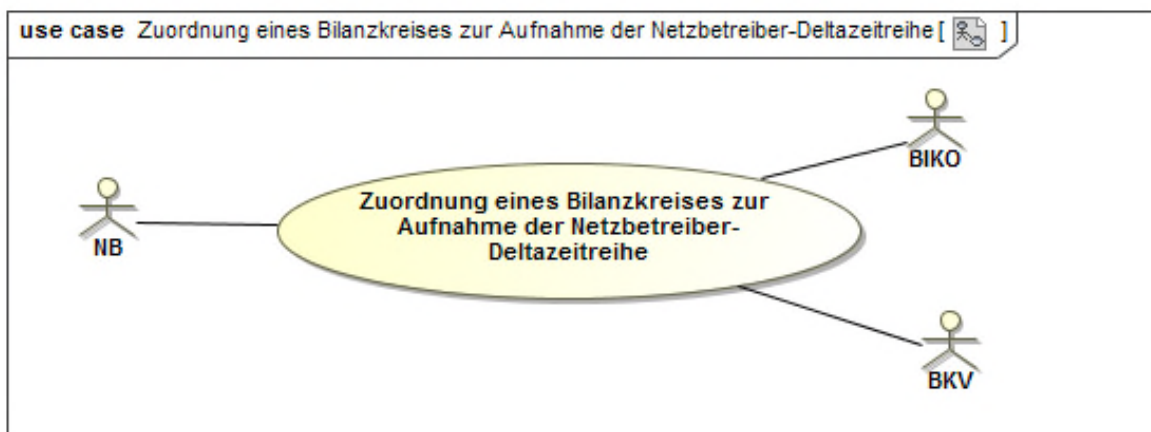 use case Zuordnung eines Bilanzkreises zur Aufnahme der Netzbetreiber-Deltazeitreihe [ ]
BIKO
Zuordnung eines Bilanzkreises zur
Aufnahme der Netzbetreiber-
Deltazeitreihe
NB
BKV